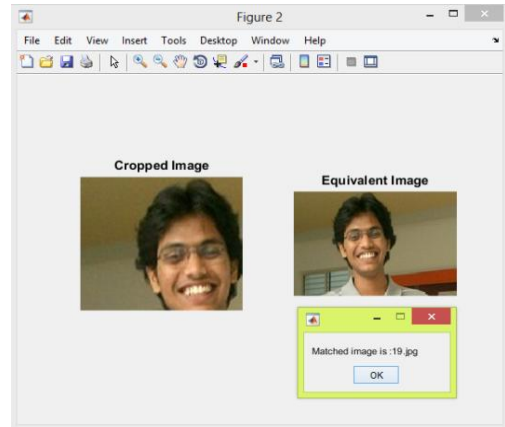 Figure 2
File Edit View Insert Tools Desktop Window Help
Cropped Image
Equivalent Image
Matched image is :19.jpg
OK